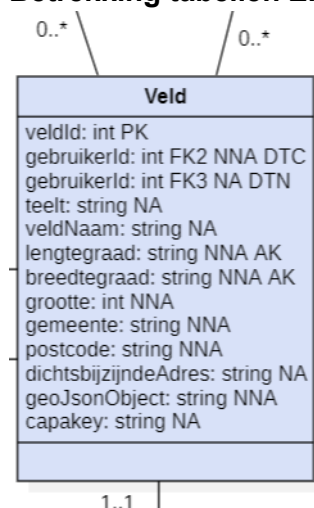 0..*
0..*
Veld
veldId: int PK
gebruikerId: int FK2 NNA DTC
gebruikerId: int FK3 NA DTN
teelt: string NA
veldNaam: string NA
lengtegraad: string NNA AK
breedtegraad: string NNA AK
grootte: int NNA
gemeente: string NNA
postcode: string NNA
dichtsbijzijndeAdres: string NA
geoJsonObject: string NNA
capakey: string NA
1..1